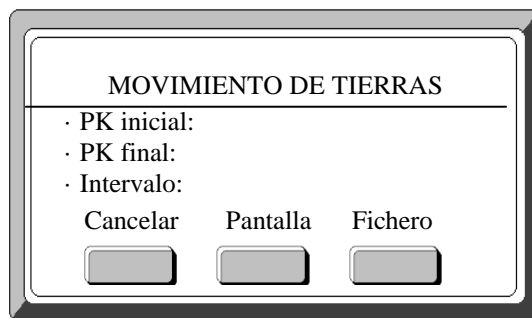 MOVIMIENTO DE TIERRAS
· PK inicial:
· PK final:
· Intervalo:
Cancelar Pantalla Fichero